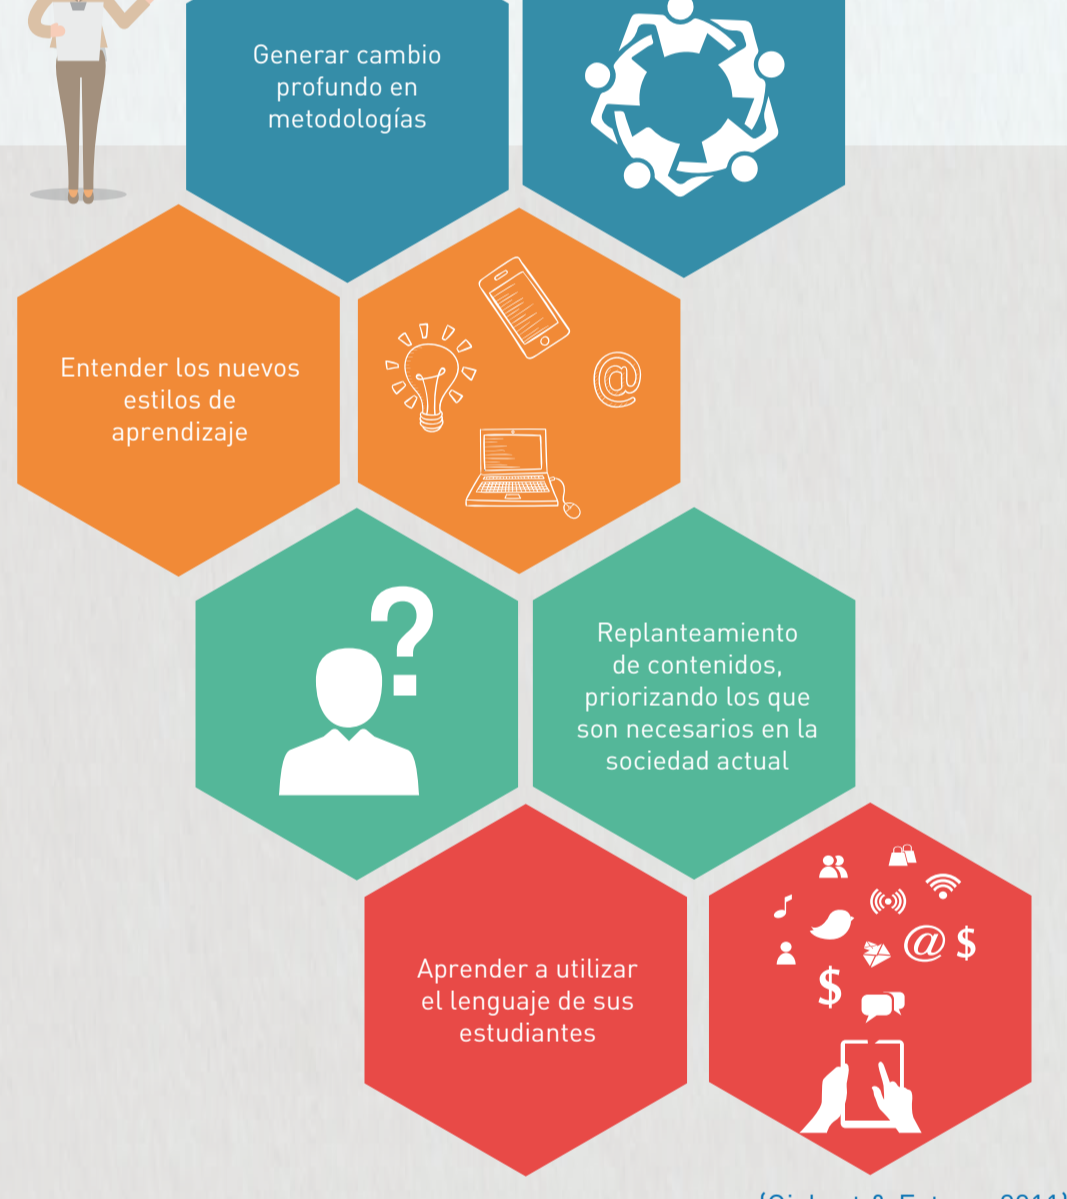 Generar cambio
profundo en
metodologías
Entender los nuevos
estilos de
aprendizaje
Replanteamiento
de contenidos,
priorizando los que
son necesarios en la
sociedad actual
Aprender a utilizar
el lenguaje de sus
estudiantes